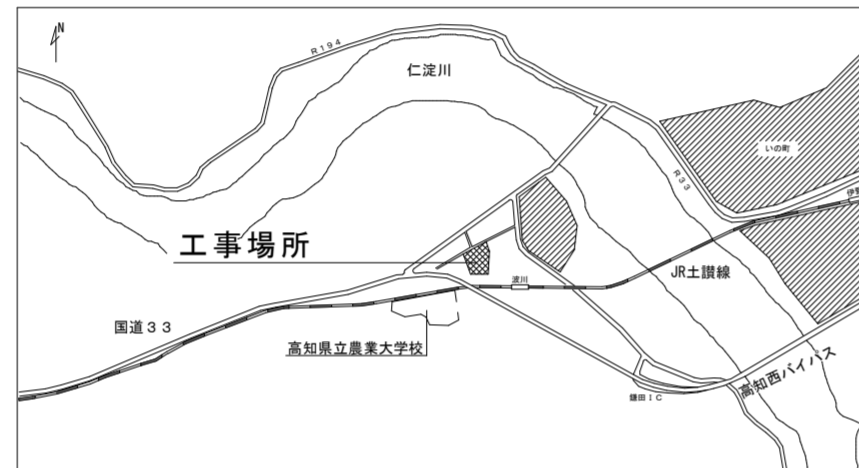 N
R194
仁淀川
いの町
R33
伊野
工事場所
波川
JR土讃線
国道33
高知県立農業大学校
高知西バイパス
鎌田IC